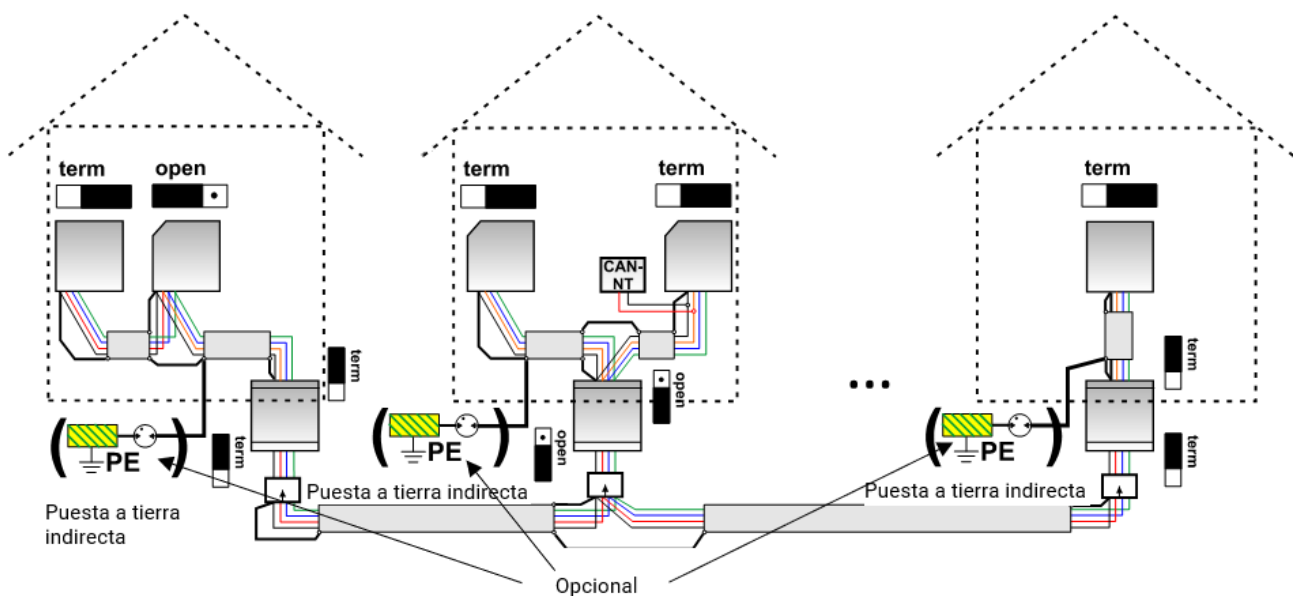 term
open
term
term
term
CAN-
NT
term
open
term
( PE )
term
( PE )
open
( PE )
term
Puesta a tierra
indirecta
Puesta a tierra indirecta
Puesta a tierra indirecta
...
Opcional